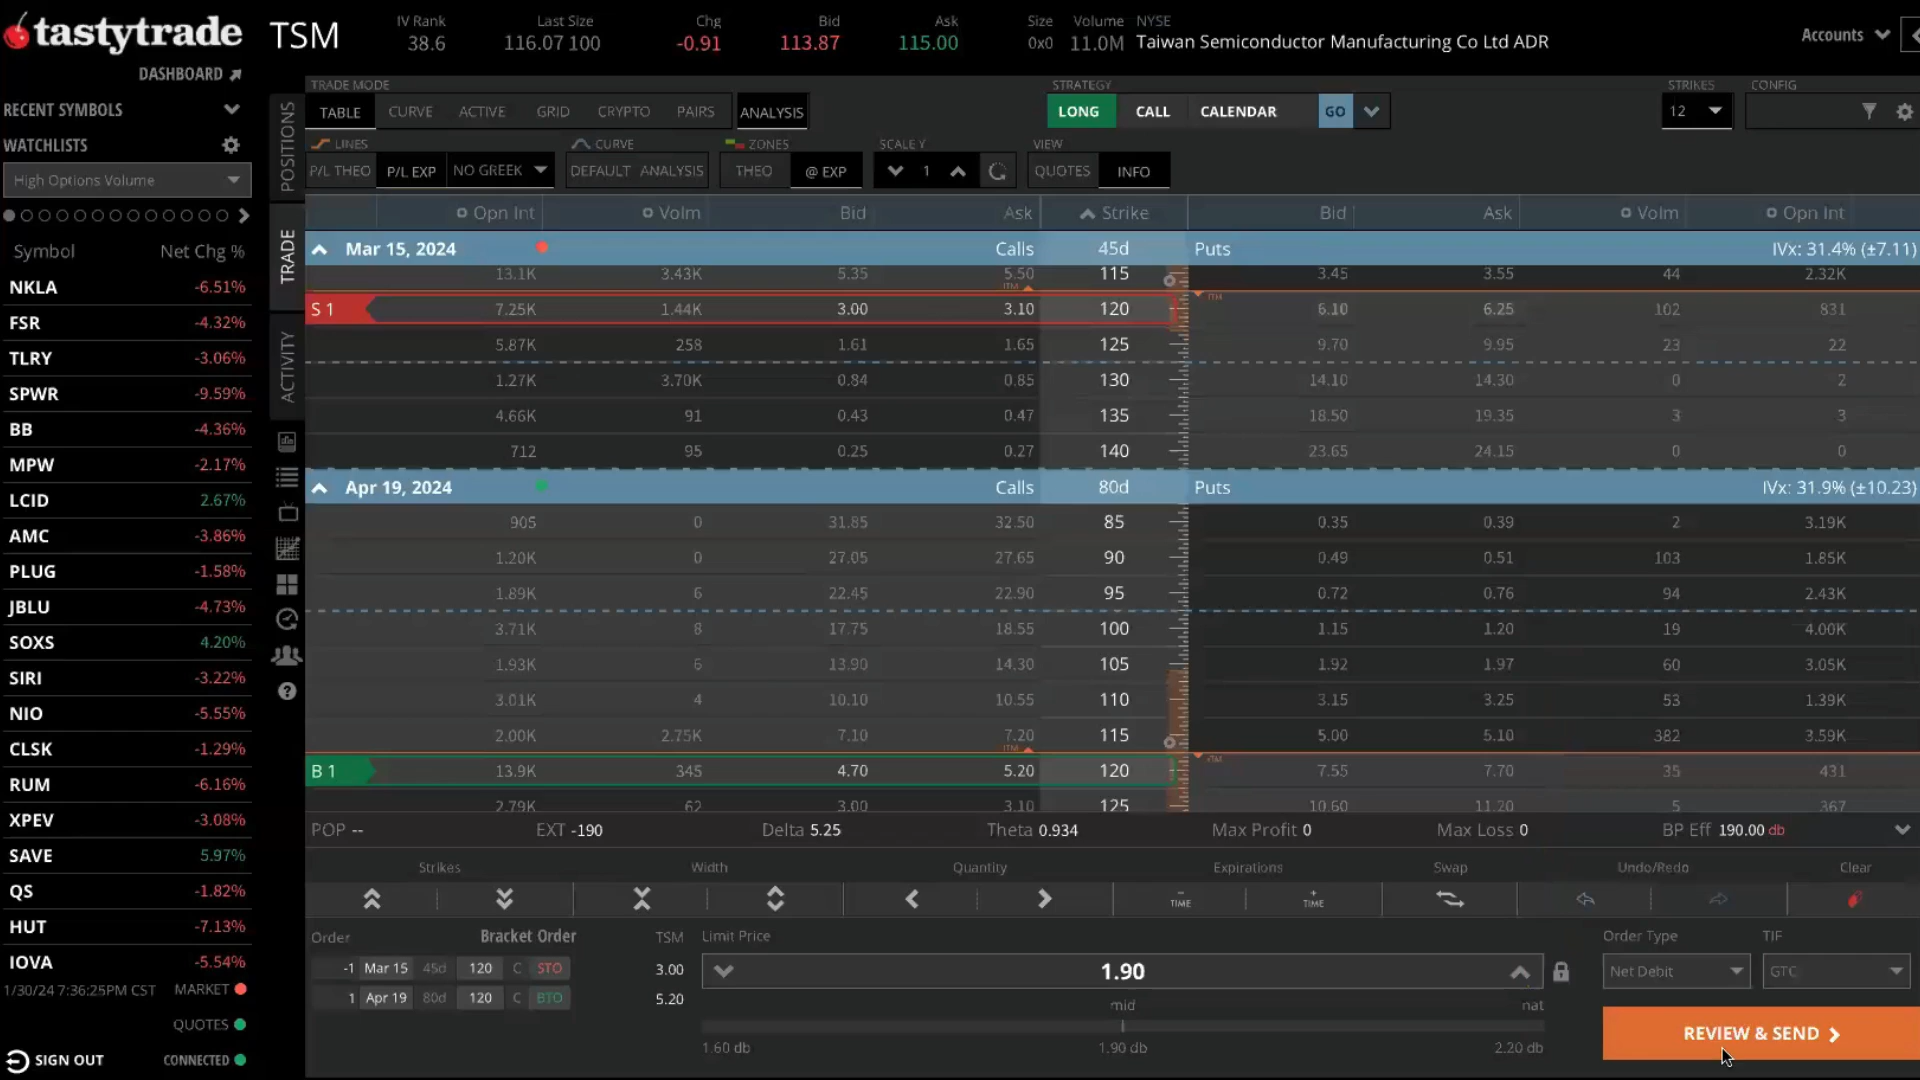 tastytrade
DASHBOARD
RECENT SYMBOLS
WATCHLISTS
High Options Volume
Symbol Net Chg %
NKLA -6.51%
FSR -4.32%
TLRY -3.06%
SPWR -9.59%
BB -4.36%
MPW -2.17%
LCID 2.67%
AMC -3.86%
PLUG -1.58%
JBLU -4.73%
SOXS 4.20%
SIRI -3.22%
NIO -5.55%
CLSK -1.29%
RUM -6.16%
XPEV -3.08%
SAVE 5.97%
QS -1.82%
HUT -7.13%
IOVA -5.54%
1/30/24 7:36:25PM CST MARKET
QUOTES
SIGN OUT CONNECTED
TSM
IV Rank Last Size Chg Bid Ask Size Volume NYSE
38.6 116.07 100 -0.91 113.87 115.00 0x0 11.0M Taiwan Semiconductor Manufacturing Co Ltd ADR
Accounts
POSITIONS
TRADE
ACTIVITY
TRADE MODE STRATEGY STRIKES CONFIG
TABLE CURVE ACTIVE GRID CRYPTO PAIRS ANALYSIS LONG CALL CALENDAR GO 12
LINES CURVE ZONES SCALE Y VIEW
P/L THEO P/L EXP NO GREEK DEFAULT ANALYSIS THEO @ EXP 1 QUOTES INFO
Opn Int Volm Bid Ask Strike Bid Ask Volm Opn Int
Mar 15, 2024 Calls 45d Puts IVx: 31.4% (±7.11)
13.1K 3.43K 5.35 5.50 115 3.45 3.55 44 2.32K
ITM ITM
S 1 7.25K 1.44K 3.00 3.10 120 6.10 6.25 102 831
5.87K 258 1.61 1.65 125 9.70 9.95 23 22
1.27K 3.70K 0.84 0.85 130 14.10 14.30 0 2
4.66K 91 0.43 0.47 135 18.50 19.35 3 3
712 95 0.25 0.27 140 23.65 24.15 0 0
Apr 19, 2024 Calls 80d Puts IVx: 31.9% (±10.23)
905 0 31.85 32.50 85 0.35 0.39 2 3.19K
1.20K 0 27.05 27.65 90 0.49 0.51 103 1.85K
1.89K 6 22.45 22.90 95 0.72 0.76 94 2.43K
3.71K 8 17.75 18.55 100 1.15 1.20 19 4.00K
1.93K 6 13.90 14.30 105 1.92 1.97 60 3.05K
3.01K 4 10.10 10.55 110 3.15 3.25 53 1.39K
2.00K 2.75K 7.10 7.20 115 5.00 5.10 382 3.59K
ITM ITM
B 1 13.9K 345 4.70 5.20 120 7.55 7.70 35 431
2.79K 62 3.00 3.10 125 10.60 11.20 5 367
POP -- EXT -190 Delta 5.25 Theta 0.934 Max Profit 0 Max Loss 0 BP Eff 190.00 db
Strikes Width Quantity Expirations Swap Undo/Redo Clear
- TIME + TIME
Order Bracket Order TSM Limit Price Order Type TIF
-1 Mar 15 45d 120 C STO 3.00 1.90 Net Debit GTC
1 Apr 19 80d 120 C BTO 5.20
mid nat
1.60 db 1.90 db 2.20 db
REVIEW & SEND